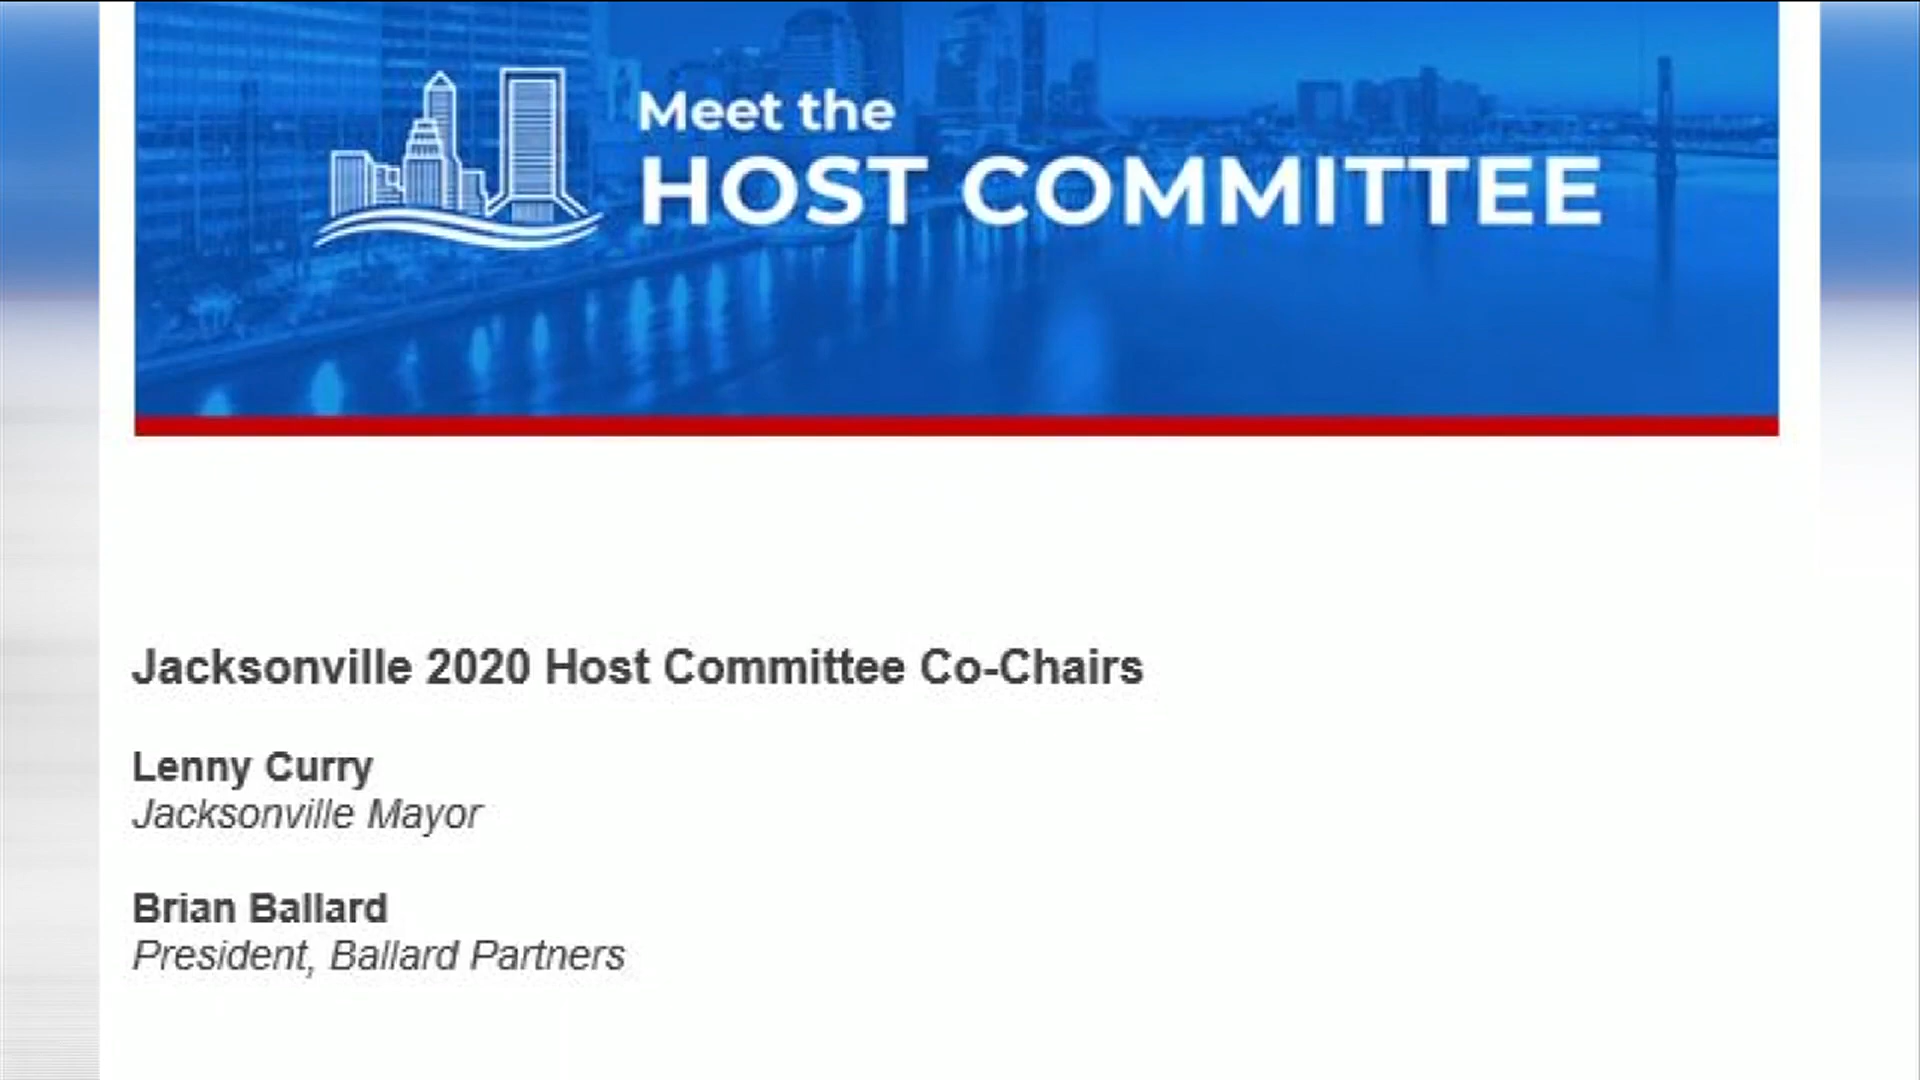 Meet the
HOST COMMITTEE
Jacksonville 2020 Host Committee Co-Chairs
Lenny Curry
Jacksonville Mayor
Brian Ballard
President, Ballard Partners